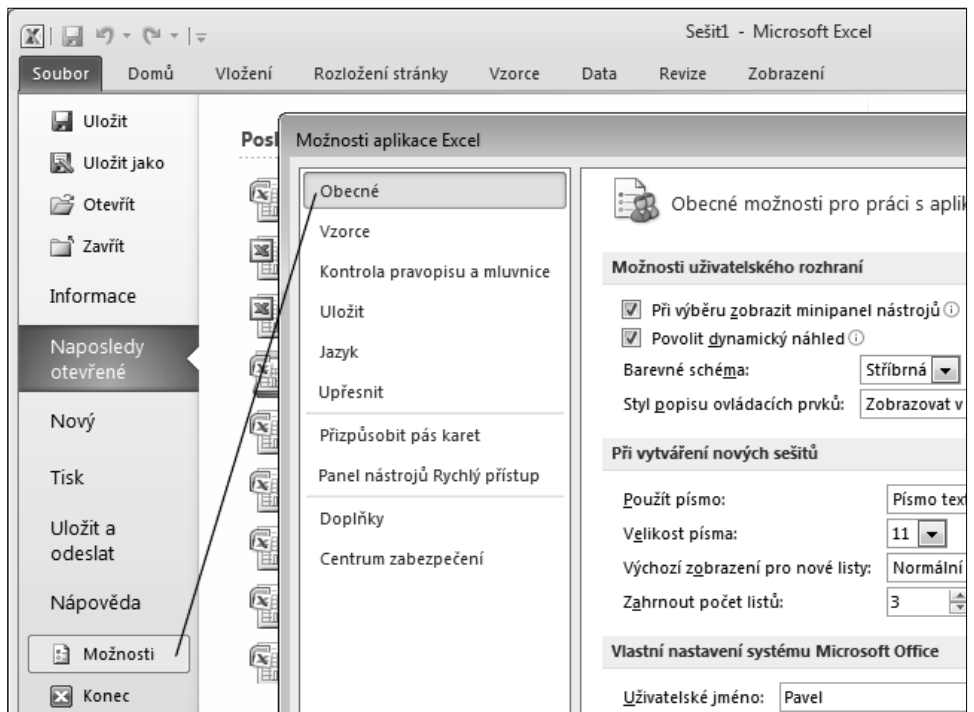 Sešit1 - Microsoft Excel
Soubor Domů Vložení Rozložení stránky Vzorce Data Revize Zobrazení
Uložit
Uložit jako
Otevřít
Zavřít
Informace
Naposledy
otevřené
Nový
Tisk
Uložit a
odeslat
Nápověda
Možnosti
Konec
Posl
Možnosti aplikace Excel
Obecné
Vzorce
Kontrola pravopisu a mluvnice
Uložit
Jazyk
Upřesnit
Přizpůsobit pás karet
Panel nástrojů Rychlý přístup
Doplňky
Centrum zabezpečení
Obecné možnosti pro práci s aplik
Možnosti uživatelského rozhraní
Při výběru zobrazit minipanel nástrojů
Povolit dynamický náhled
Barevné schéma: Stříbrná
Styl popisu ovládacích prvků: Zobrazovat v
Při vytváření nových sešitů
Použít písmo: Písmo text
Velikost písma: 11
Výchozí zobrazení pro nové listy: Normální
Zahrnout počet listů: 3
Vlastní nastavení systému Microsoft Office
Uživatelské jméno: Pavel